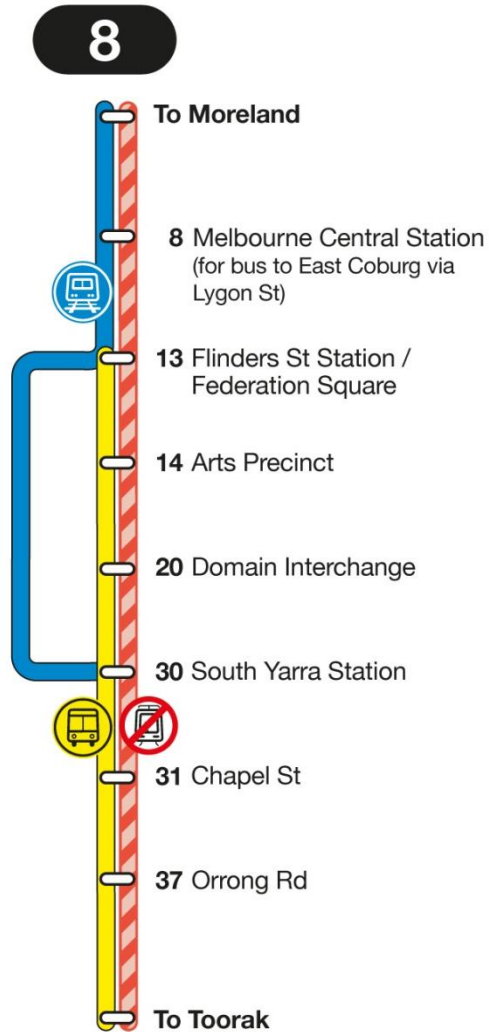 8
To Moreland
8 Melbourne Central Station
(for bus to East Coburg via
Lygon St)
13 Flinders St Station /
Federation Square
14 Arts Precinct
20 Domain Interchange
30 South Yarra Station
31 Chapel St
37 Orrong Rd
To Toorak